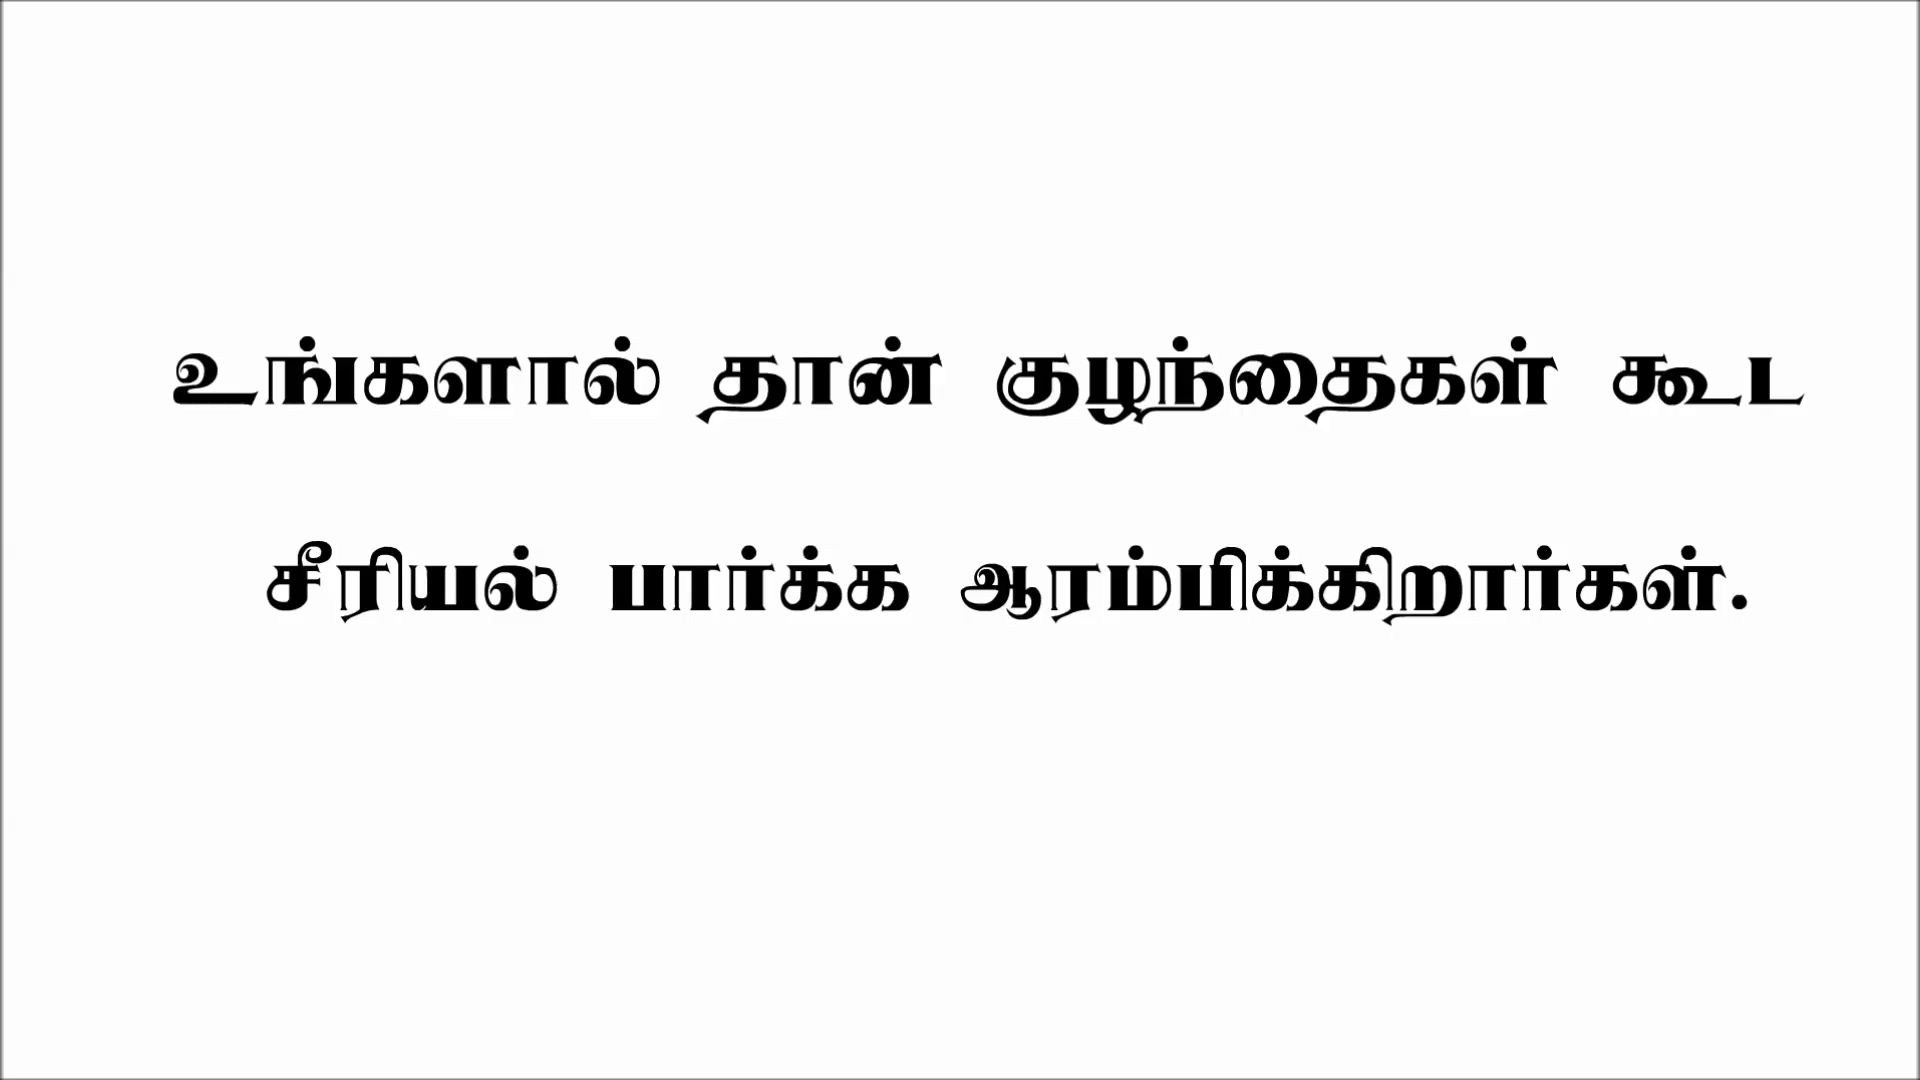 உங்களால் தான் குழந்தைகள் கூட
சீரியல் பார்க்க ஆரம்பிக்கிறார்கள்.